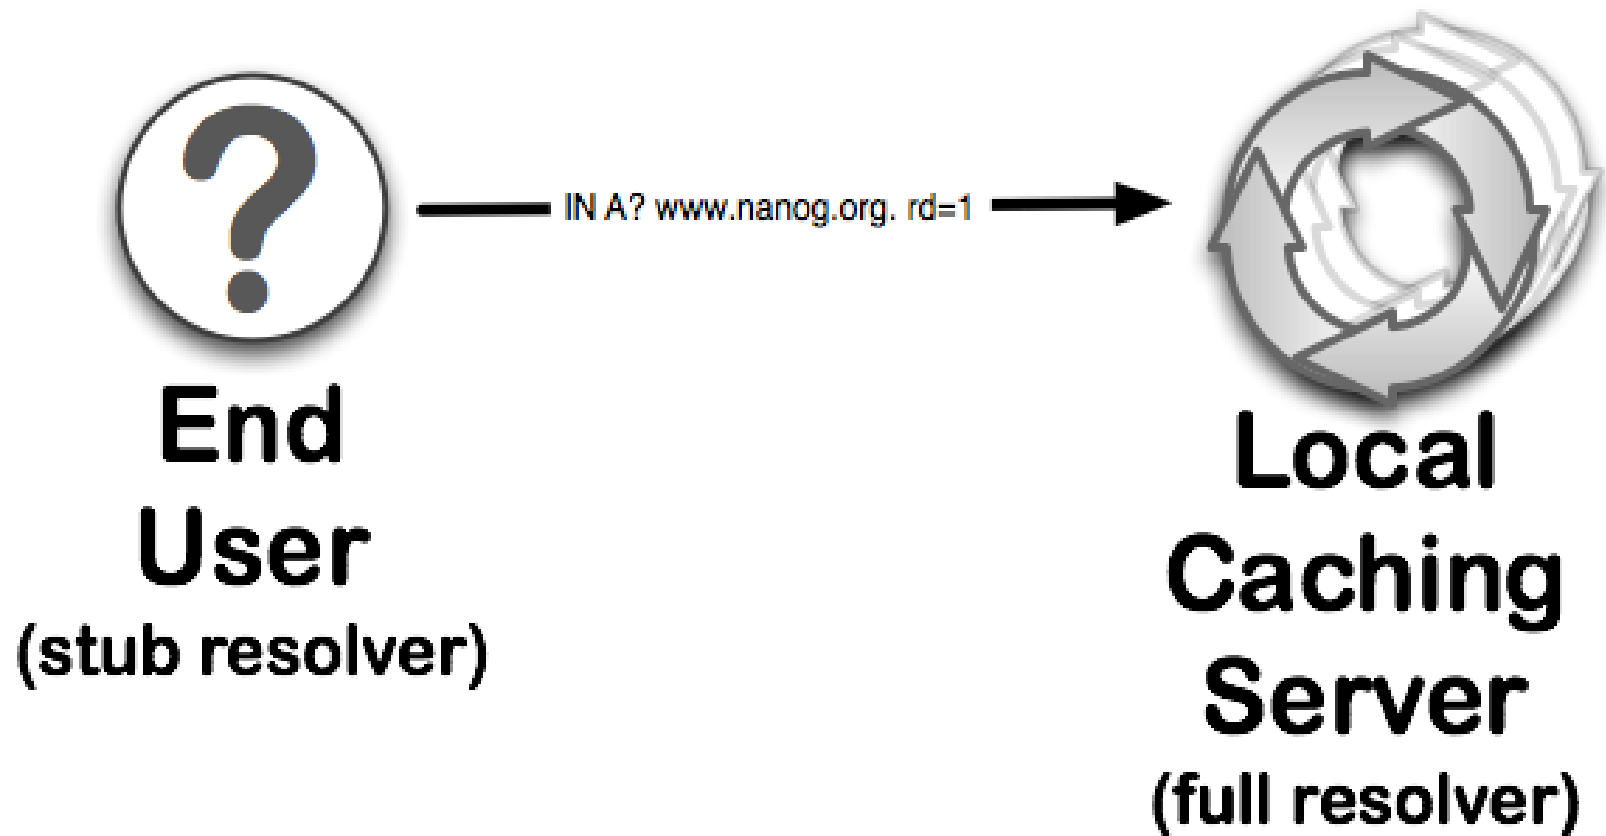 ?
IN A? www.nanog.org. rd=1
End
User
(stub resolver)
Local
Caching
Server
(full resolver)